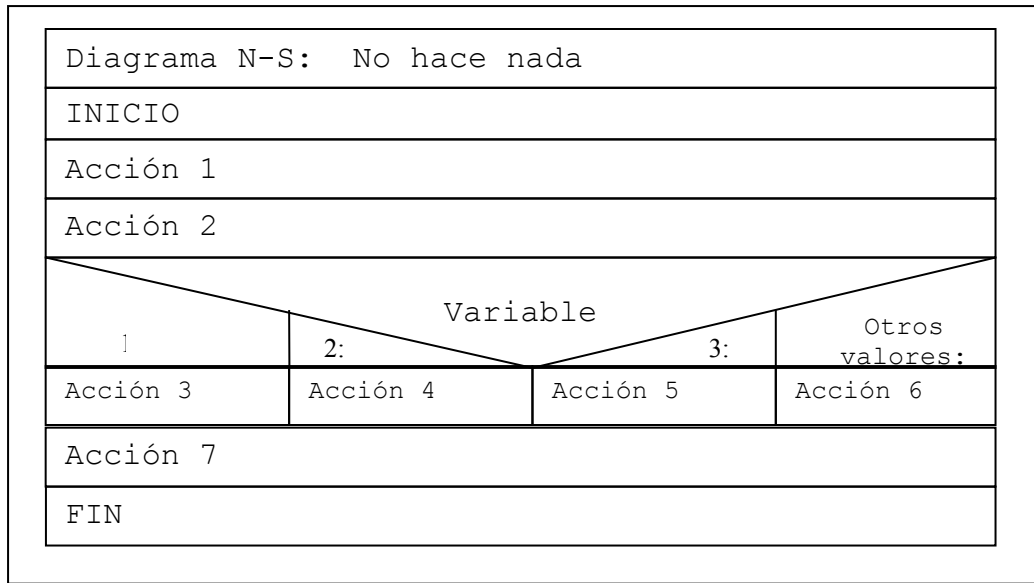 Diagrama N-S:  No hace nada
INICIO
Acción 1
Acción 2
Variable
1
2:
3:
Otros
valores:
Acción 3
Acción 4
Acción 5
Acción 6
Acción 7
FIN